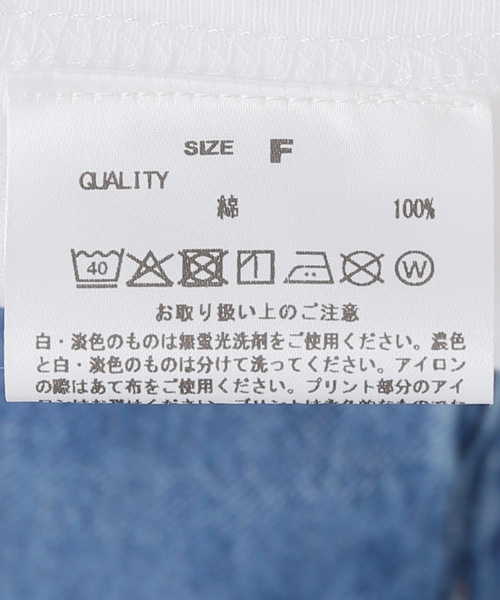 SIZE F
QUALITY
綿 100%
40 W
お取り扱い上のご注意
白・淡色のものは無蛍光洗剤をご使用ください。濃色
と白・淡色のものは分けて洗ってください。アイロン
の際はあて布をご使用ください。プリント部分のアイ